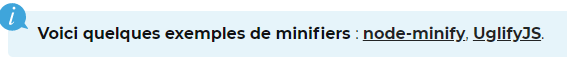 i
Voici quelques exemples de minifiers : node-minify, UglifyJS.